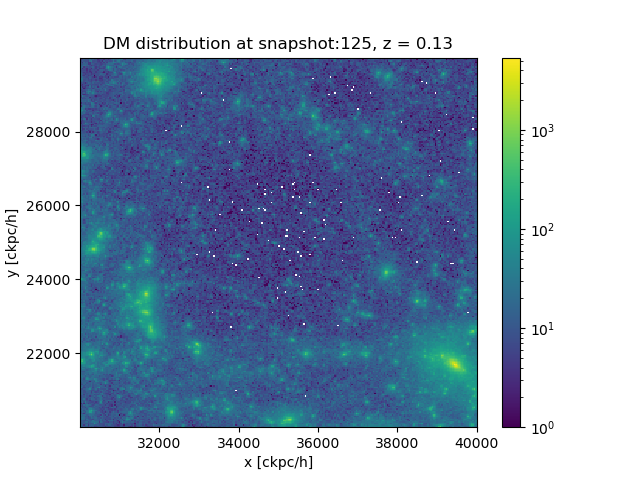 DM distribution at snapshot:125, z = 0.13
y [ckpc/h]
28000
26000
24000
22000
32000 34000 36000 38000 40000
x [ckpc/h]
10³
10²
10¹
10⁰